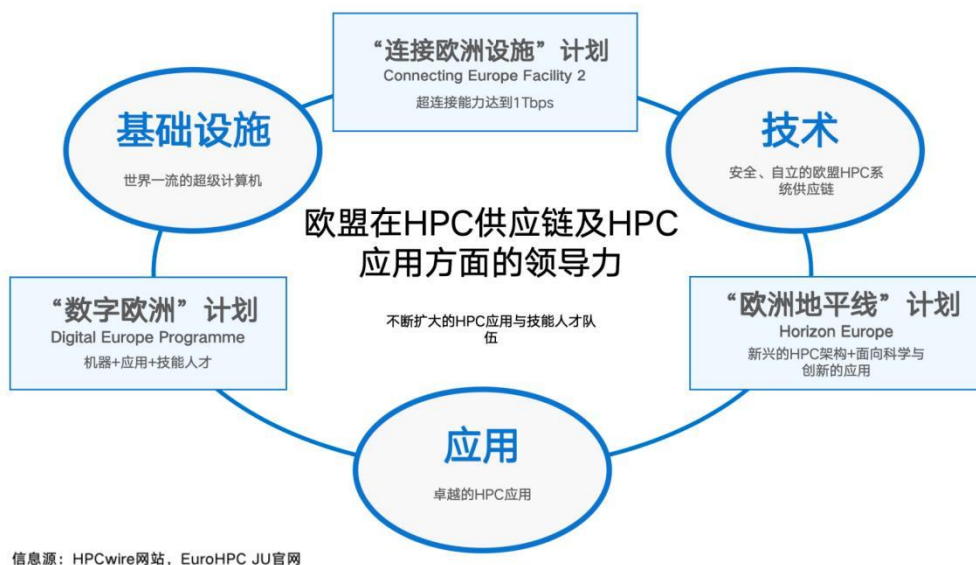 “连接欧洲设施”计划
Connecting Europe Facility 2
超连接能力达到1Tbps
基础设施
世界一流的超级计算机
技术
安全、自立的欧盟HPC系
统供应链
欧盟在HPC供应链及HPC
应用方面的领导力
不断扩大的HPC应用与技能人才队
伍
“数字欧洲”计划
Digital Europe Programme
机器+应用+技能人才
“欧洲地平线”计划
Horizon Europe
新兴的HPC架构+面向科学与
创新的应用
应用
卓越的HPC应用
信息源：HPCwire网站，EuroHPC JU官网